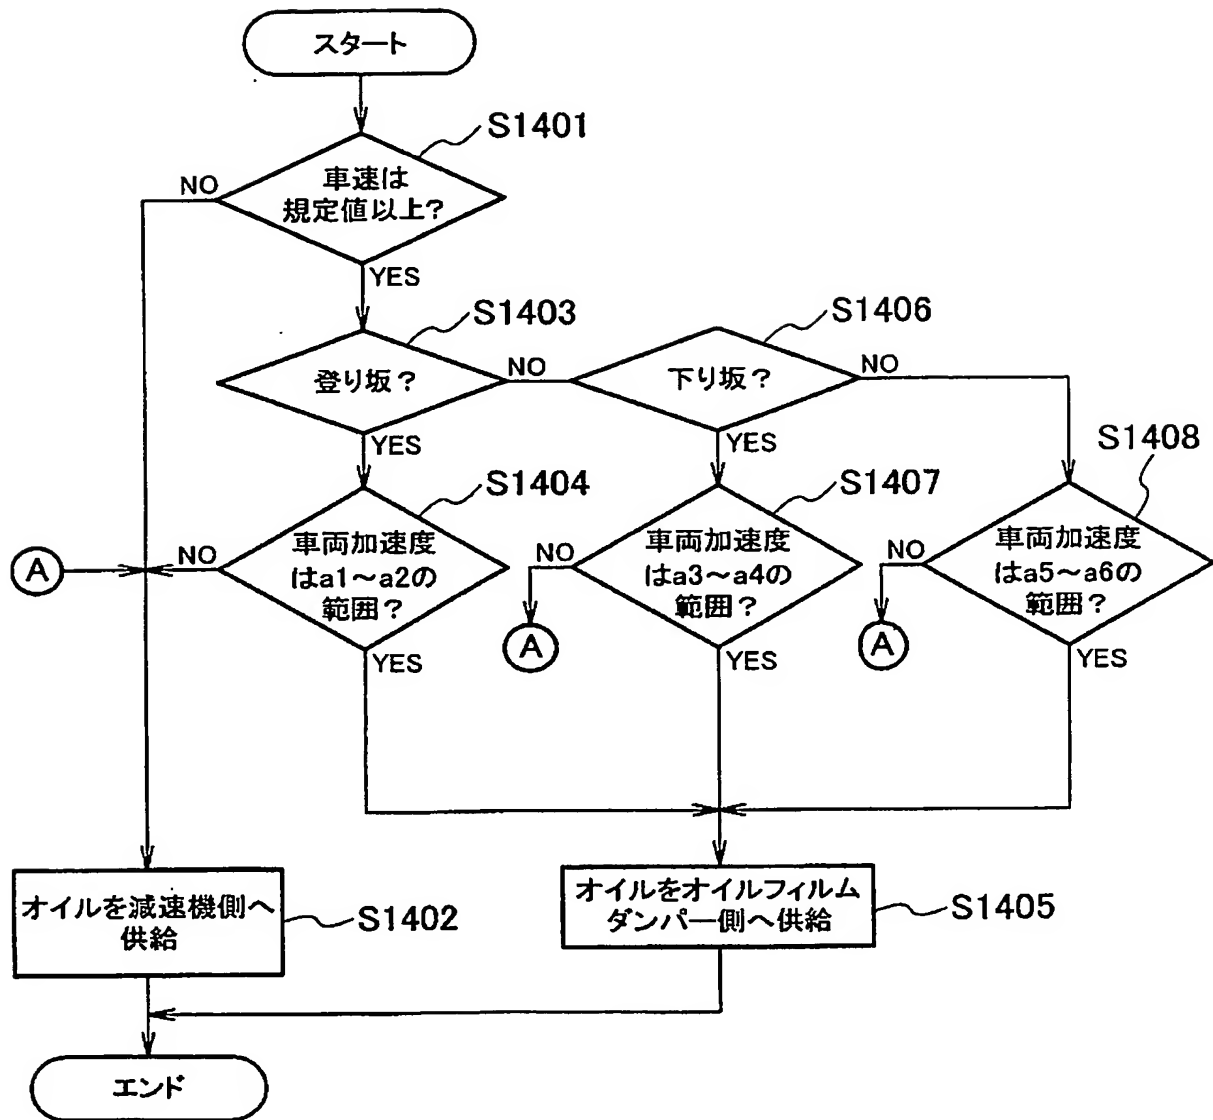 スタート
S1401
車速は
規定値以上?
NO
YES
S1403
登り坂?
NO
YES
S1406
下り坂?
NO
YES
S1404
車両加速度
はa1~a2の
範囲?
NO
YES
A
S1407
車両加速度
はa3~a4の
範囲?
NO
YES
A
S1408
車両加速度
はa5~a6の
範囲?
NO
YES
A
オイルを減速機側へ
供給
S1402
オイルをオイルフィルム
ダンパー側へ供給
S1405
エンド